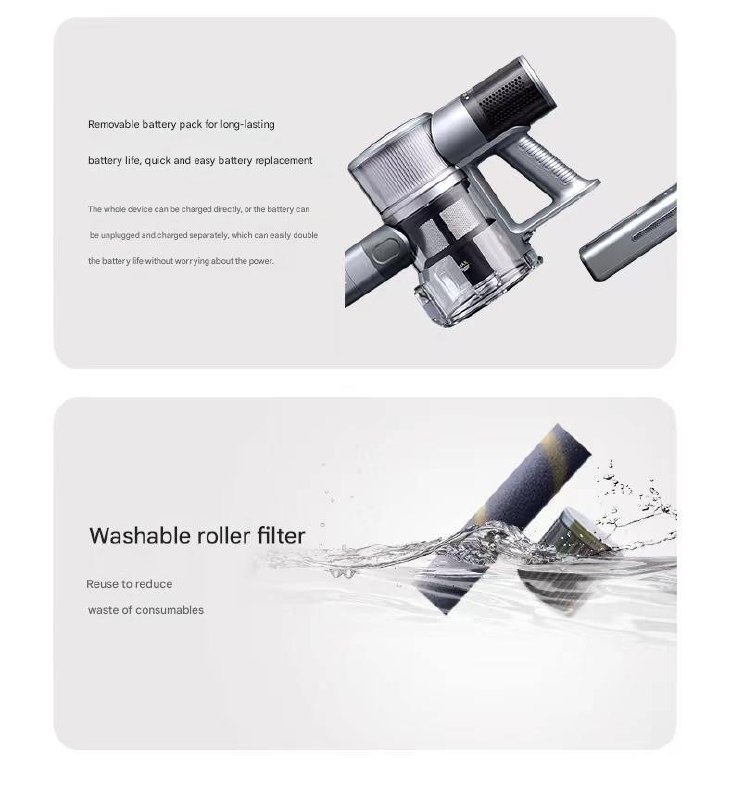 Removable battery pack for long-lasting
battery life, quick and easy battery replacement
The whole device can be charged directly, or the battery can
be unplugged and charged separately, which can easily double
the battery life without worrying about the power.
MAX
Washable roller filter
Reuse to reduce
waste of consumables